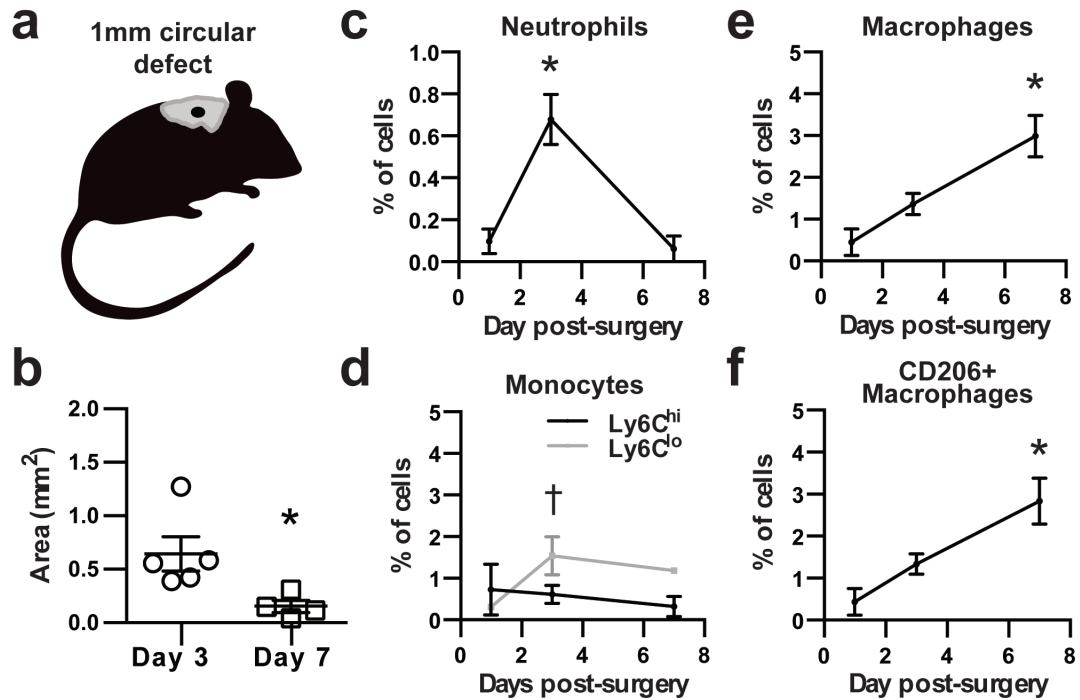 a
1mm circular
defect
b
2.0
1.5
1.0
0.5
0.0
Area (mm²)
*
Day 3 Day 7
c
Neutrophils
*
1.0
0.8
0.6
0.4
0.2
0.0
% of cells
0 2 4 6 8
Day post-surgery
d
Monocytes
Ly6Chi
Ly6Clo
†
5
4
3
2
1
0
% of cells
0 2 4 6 8
Days post-surgery
e
Macrophages
*
5
4
3
2
1
0
% of cells
0 2 4 6 8
Days post-surgery
f
CD206+
Macrophages
*
5
4
3
2
1
0
% of cells
0 2 4 6 8
Days post-surgery